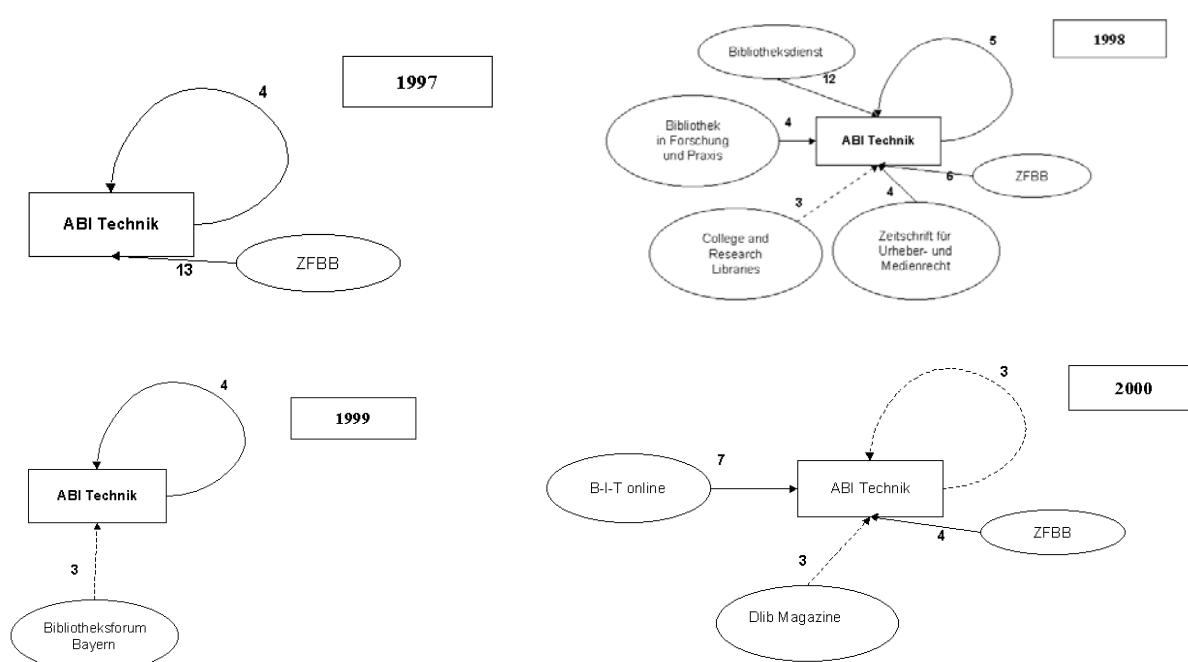 1997
4
ABI Technik
13
ZFBB
1998
Bibliotheksdienst
12
5
Bibliothek
in Forschung
und Praxis
4
ABI Technik
6
ZFBB
3
4
College and
Research
Libraries
Zeitschrift für
Urheber- und
Medienrecht
1999
4
ABI Technik
3
Bibliotheksforum
Bayern
2000
3
B-I-T online
7
ABI Technik
4
ZFBB
3
Dlib Magazine